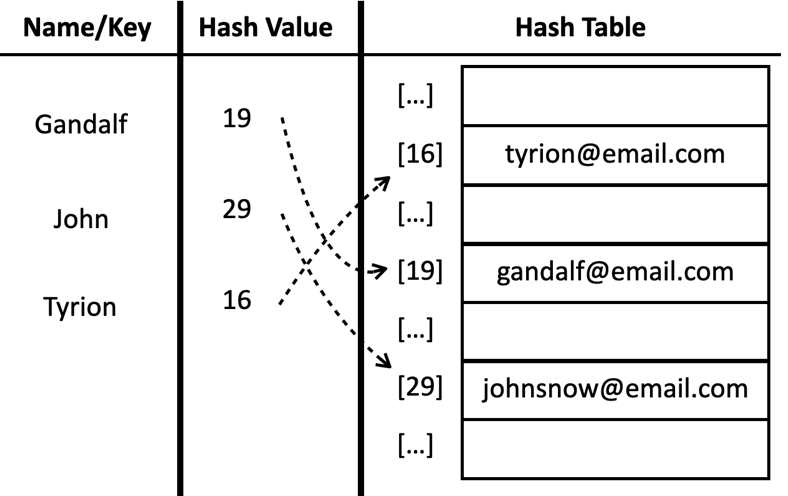 Name/Key Hash Value Hash Table
[...]
Gandalf 19
[16] tyrion@email.com
John 29 [...]
[19] gandalf@email.com
Tyrion 16
[...]
[29] johnsnow@email.com
[...]